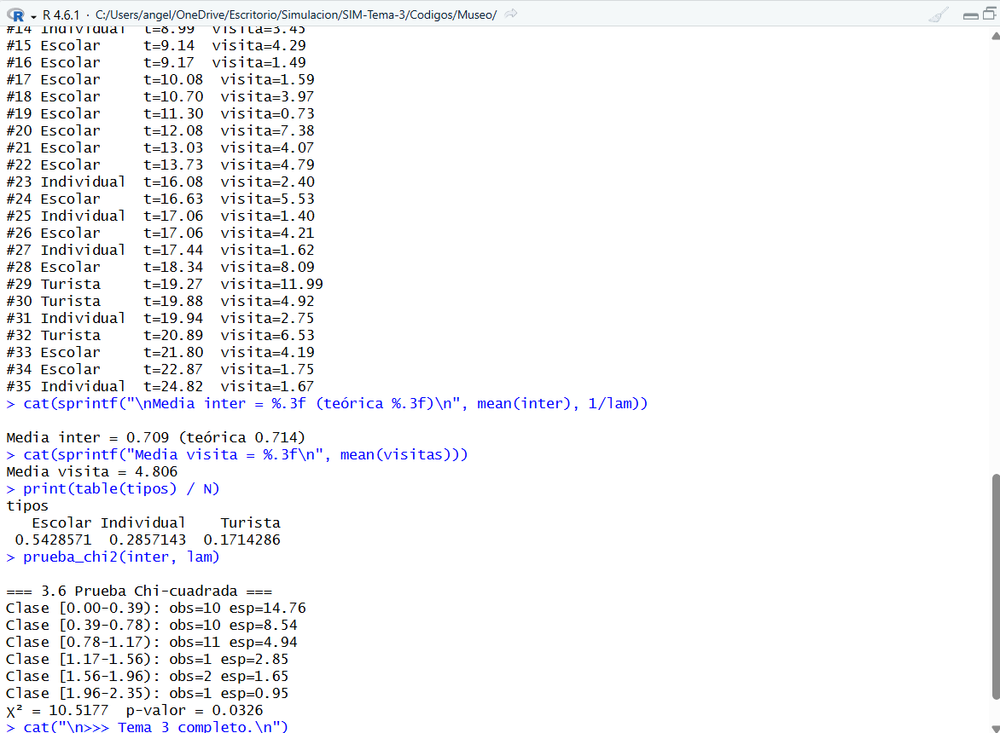 R 4.6.1 · C:/Users/angel/OneDrive/Escritorio/Simulacion/SIM-Tema-3/Codigos/Museo/
#14 Individual  t=8.99  visita=3.45
#15 Escolar     t=9.14  visita=4.29
#16 Escolar     t=9.17  visita=1.49
#17 Escolar     t=10.08  visita=1.59
#18 Escolar     t=10.70  visita=3.97
#19 Escolar     t=11.30  visita=0.73
#20 Escolar     t=12.08  visita=7.38
#21 Escolar     t=13.03  visita=4.07
#22 Escolar     t=13.73  visita=4.79
#23 Individual  t=16.08  visita=2.40
#24 Escolar     t=16.63  visita=5.53
#25 Individual  t=17.06  visita=1.40
#26 Escolar     t=17.06  visita=4.21
#27 Individual  t=17.44  visita=1.62
#28 Escolar     t=18.34  visita=8.09
#29 Turista     t=19.27  visita=11.99
#30 Turista     t=19.88  visita=4.92
#31 Individual  t=19.94  visita=2.75
#32 Turista     t=20.89  visita=6.53
#33 Escolar     t=21.80  visita=4.19
#34 Escolar     t=22.87  visita=1.75
#35 Individual  t=24.82  visita=1.67
> cat(sprintf("\nMedia inter = %.3f (teórica %.3f)\n", mean(inter), 1/lam))
Media inter = 0.709 (teórica 0.714)
> cat(sprintf("Media visita = %.3f\n", mean(visitas)))
Media visita = 4.806
> print(table(tipos) / N)
tipos
   Escolar Individual    Turista
 0.5428571  0.2857143  0.1714286
> prueba_chi2(inter, lam)
=== 3.6 Prueba Chi-cuadrada ===
Clase [0.00-0.39): obs=10 esp=14.76
Clase [0.39-0.78): obs=10 esp=8.54
Clase [0.78-1.17): obs=11 esp=4.94
Clase [1.17-1.56): obs=1 esp=2.85
Clase [1.56-1.96): obs=2 esp=1.65
Clase [1.96-2.35): obs=1 esp=0.95
χ² = 10.5177  p-valor = 0.0326
> cat("\n>>> Tema 3 completo.\n")